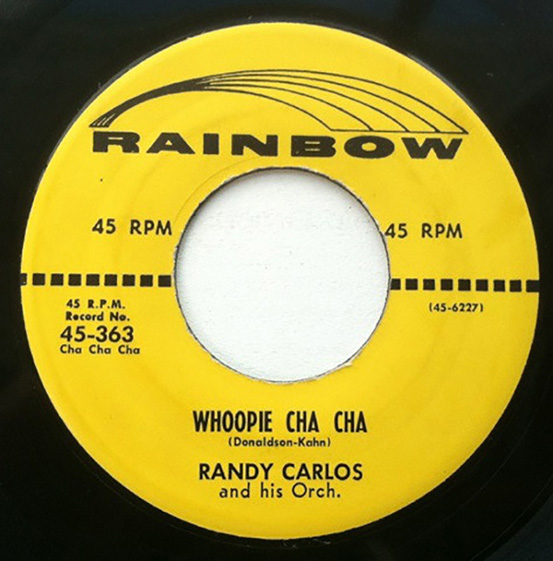 RAINBOW
45 RPM
45 RPM
45 R.P.M.
Record No.
45-363
Cha Cha Cha
(45-6227)
WHOOPIE CHA CHA
(Donaldson-Kahn)
RANDY CARLOS
and his Orch.